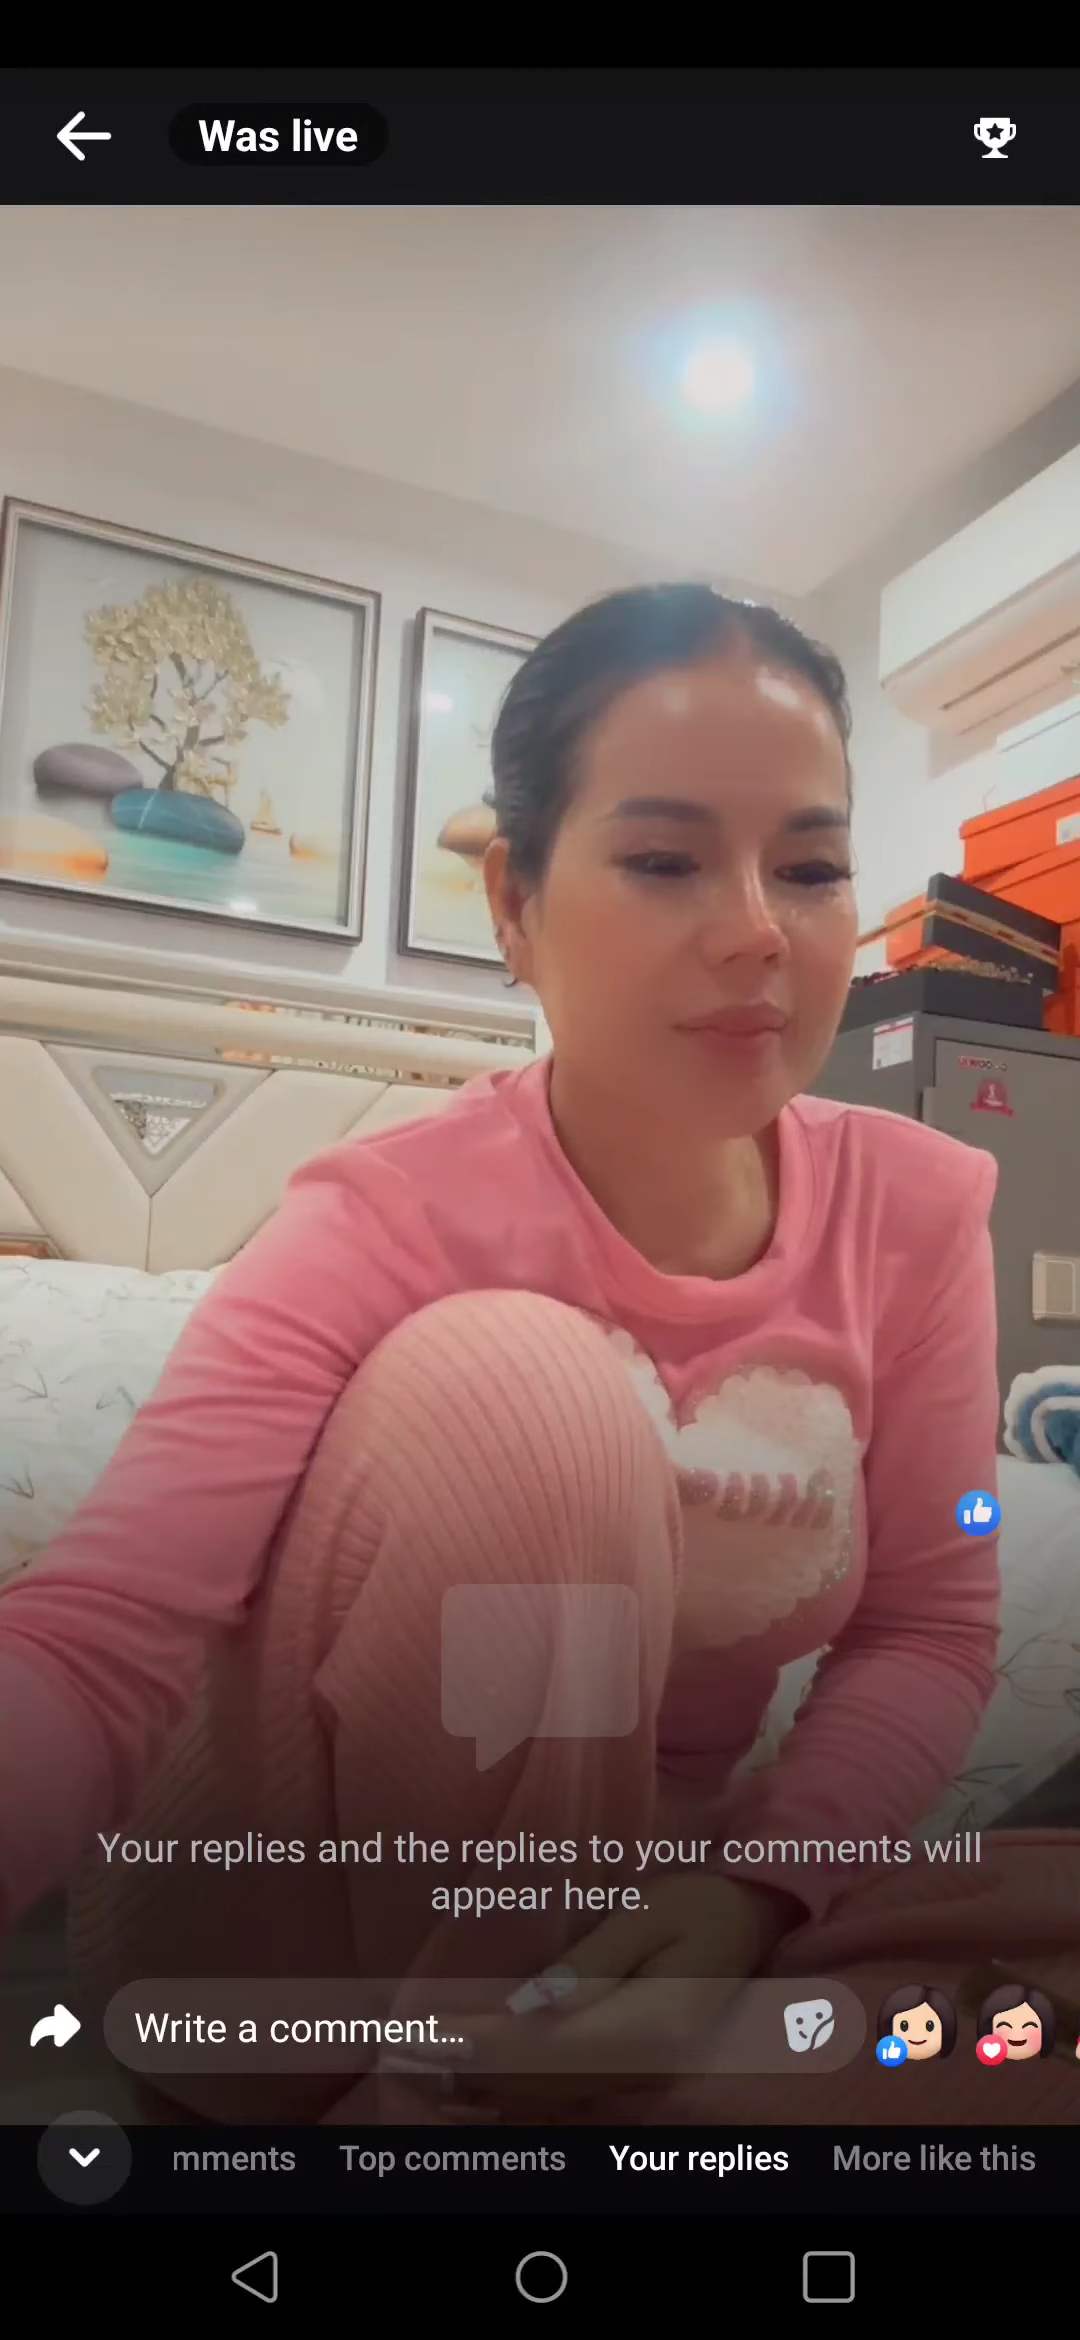 Was live
Your replies and the replies to your comments will
appear here.
Write a comment...
mments
Top comments
Your replies
More like this